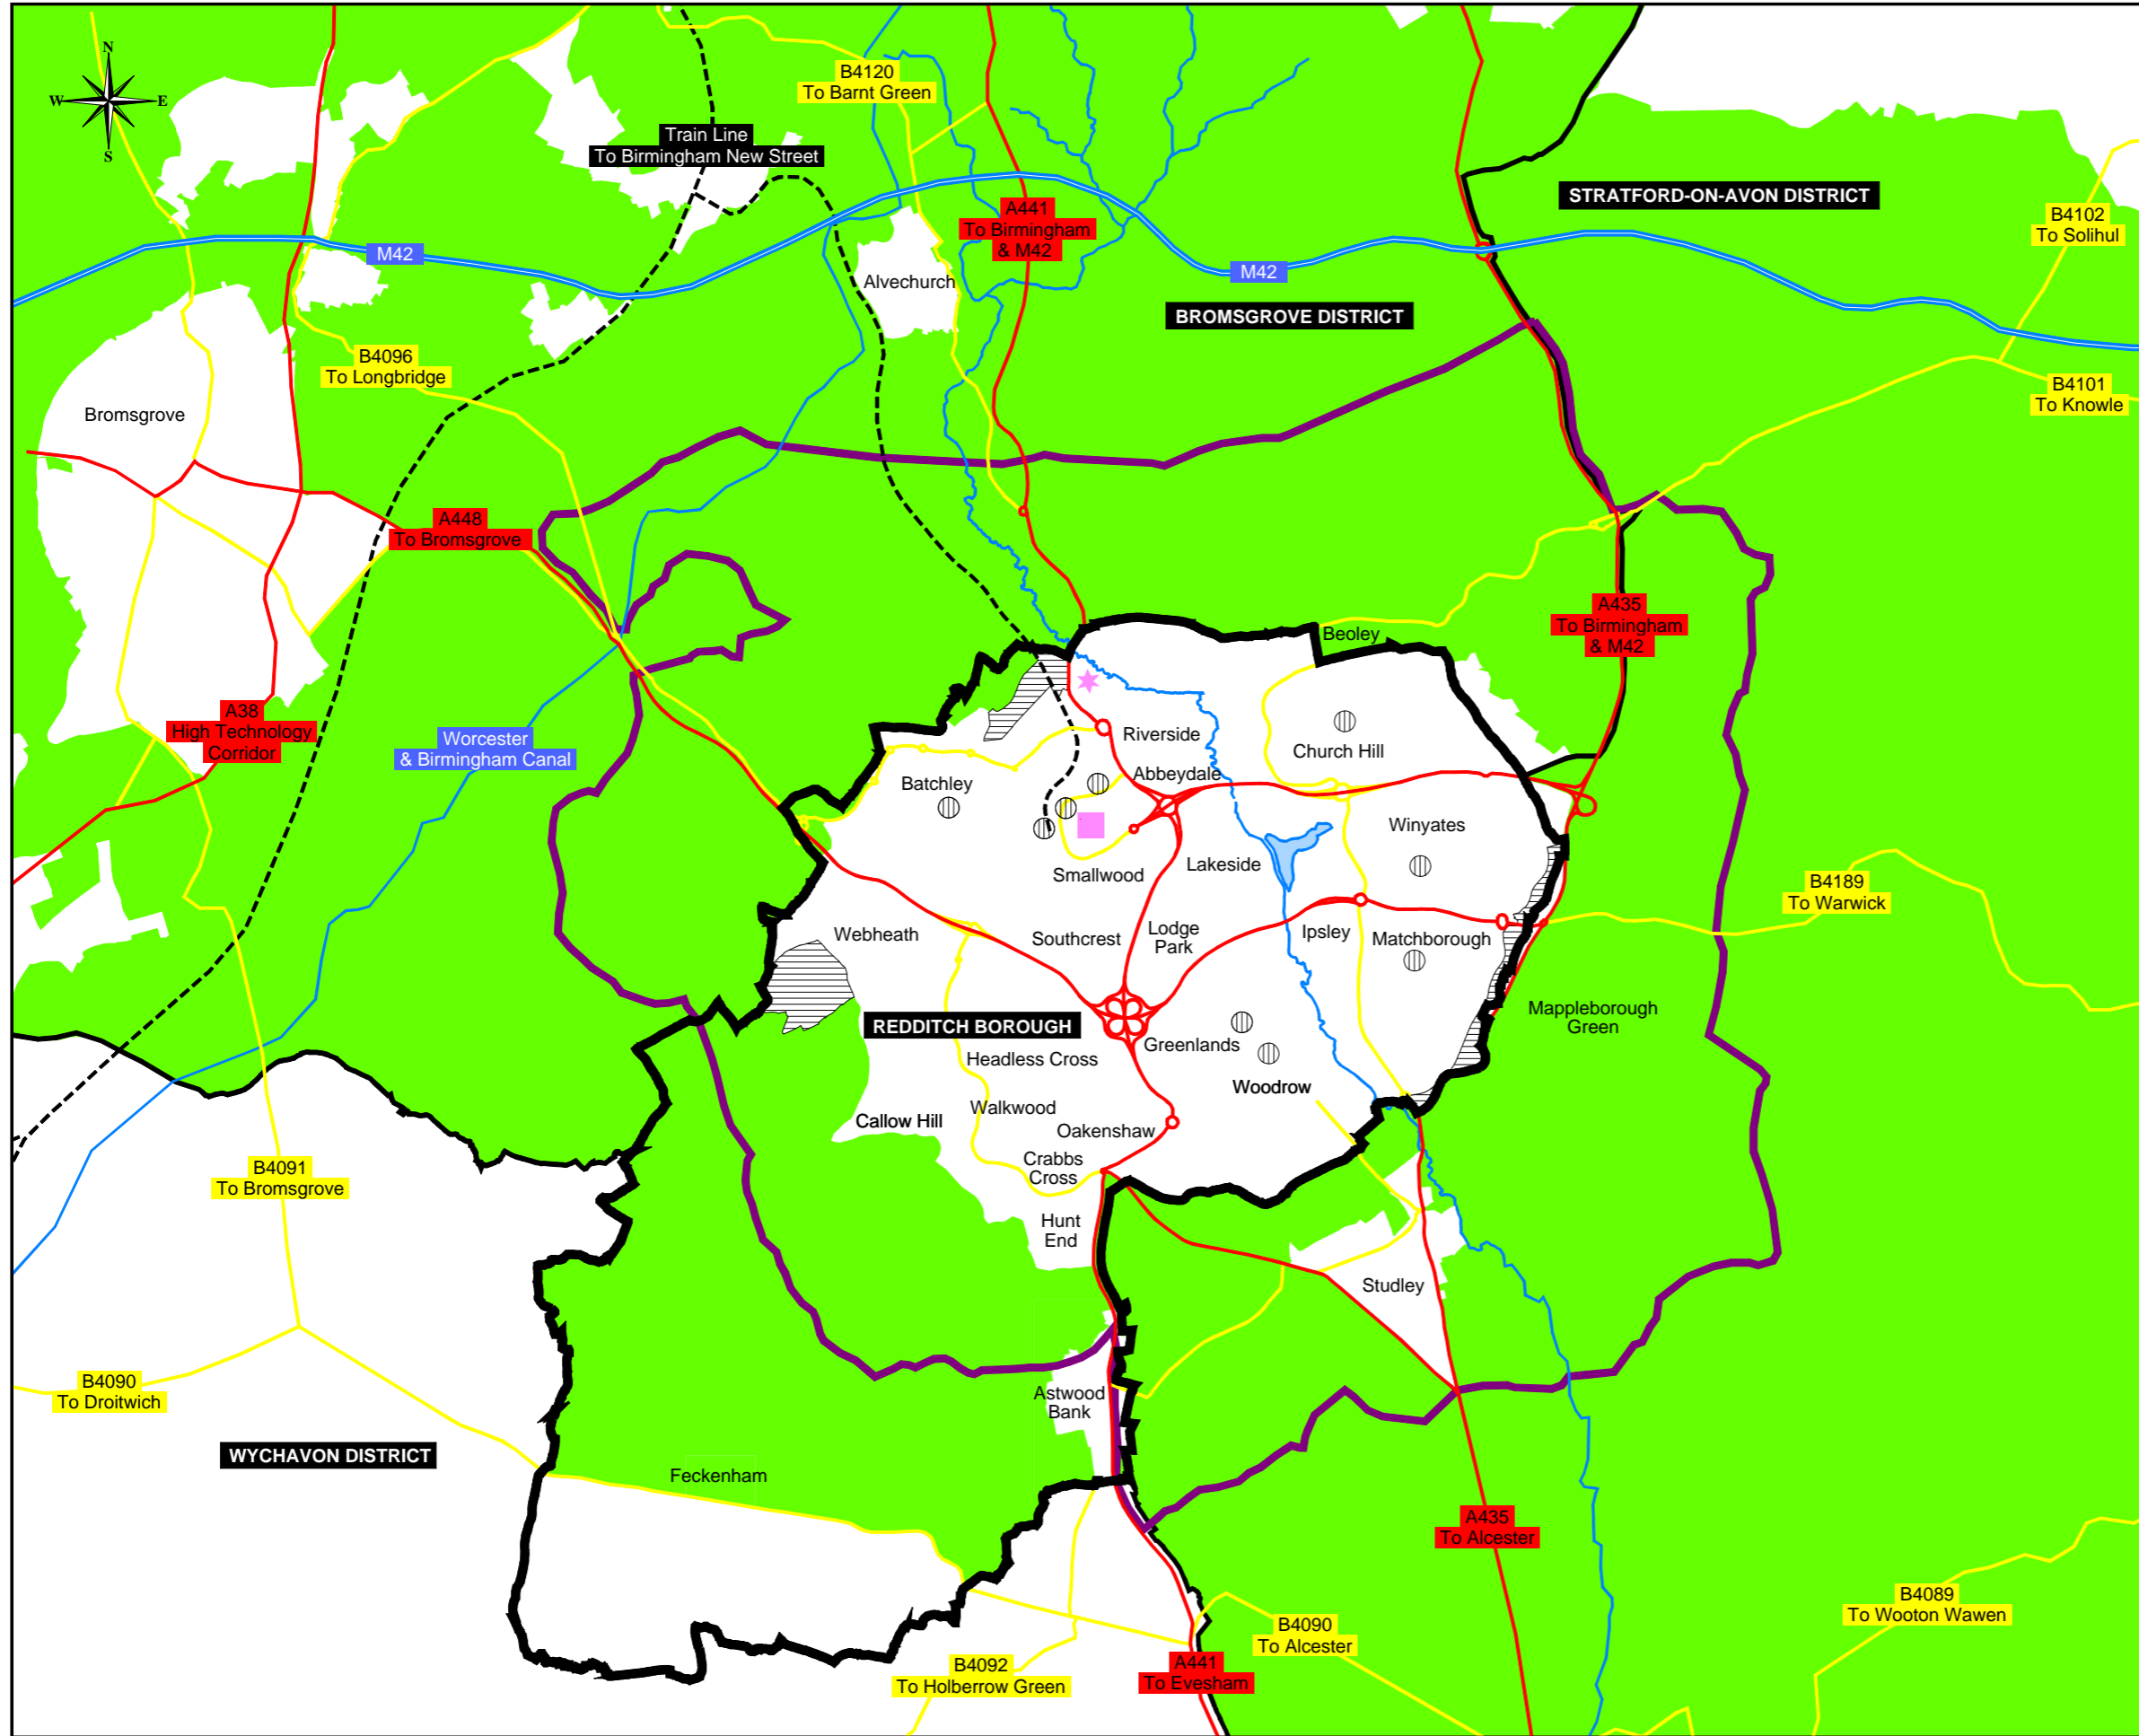 N
W
E
S
B4120
To Barnt Green
Train Line
To Birmingham New Street
A441
To Birmingham
& M42
STRATFORD-ON-AVON DISTRICT
B4102
To Solihul
M42
M42
Alvechurch
BROMSGROVE DISTRICT
B4096
To Longbridge
B4101
To Knowle
Bromsgrove
A448
To Bromsgrove
A435
To Birmingham
& M42
Beoley
A38
High Technology
Corridor
Worcester
& Birmingham Canal
Riverside
Church Hill
Abbeydale
Batchley
Winyates
Smallwood
Lakeside
B4189
To Warwick
Webheath
Southcrest
Lodge
Park
Ipsley
Matchborough
Mappleborough
Green
REDDITCH BOROUGH
Greenlands
Headless Cross
Woodrow
Walkwood
Callow Hill
Oakenshaw
Crabbs
Cross
B4091
To Bromsgrove
Hunt
End
Studley
B4090
To Droitwich
Astwood
Bank
WYCHAVON DISTRICT
Feckenham
A435
To Alcester
B4089
To Wooton Wawen
B4090
To Alcester
B4092
To Holberrow Green
A441
To Evesham